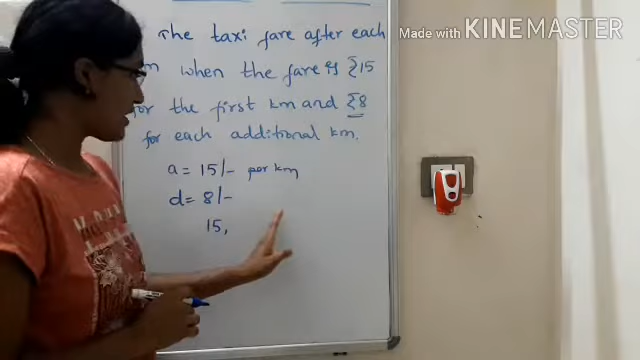 Made with KINEMASTER
The taxi fare after each
km when the fare is ₹15
for the first km and ₹8
for each additional km.
a = 15/- per km
d = 8/-
15,